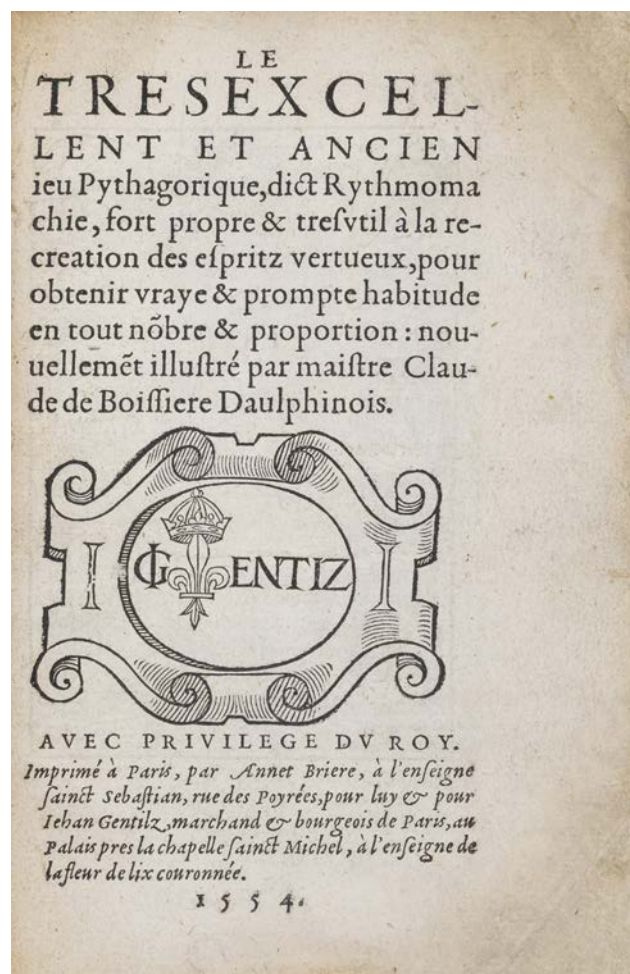 LE
TRESEXCEL-
LENT ET ANCIEN
ieu Pythagorique, dict Rythmoma
chie, fort propre & tresvtil à la re-
creation des espritz vertueux, pour
obtenir vraye & prompte habitude
en tout nõbre & proportion : nou-
uellemẽt illustré par maistre Clau-
de de Boissiere Daulphinois.
I GI ENTIZ I
AVEC PRIVILEGE DV ROY.
Imprimé à Paris, par Annet Briere, à l'enseigne
sainct Sebastian, rue des Poyrées, pour luy & pour
Iehan Gentilz, marchand & bourgeois de Paris, au
Palais pres la chapelle sainct Michel, à l'enseigne de
la fleur de lix couronnée.
1554.